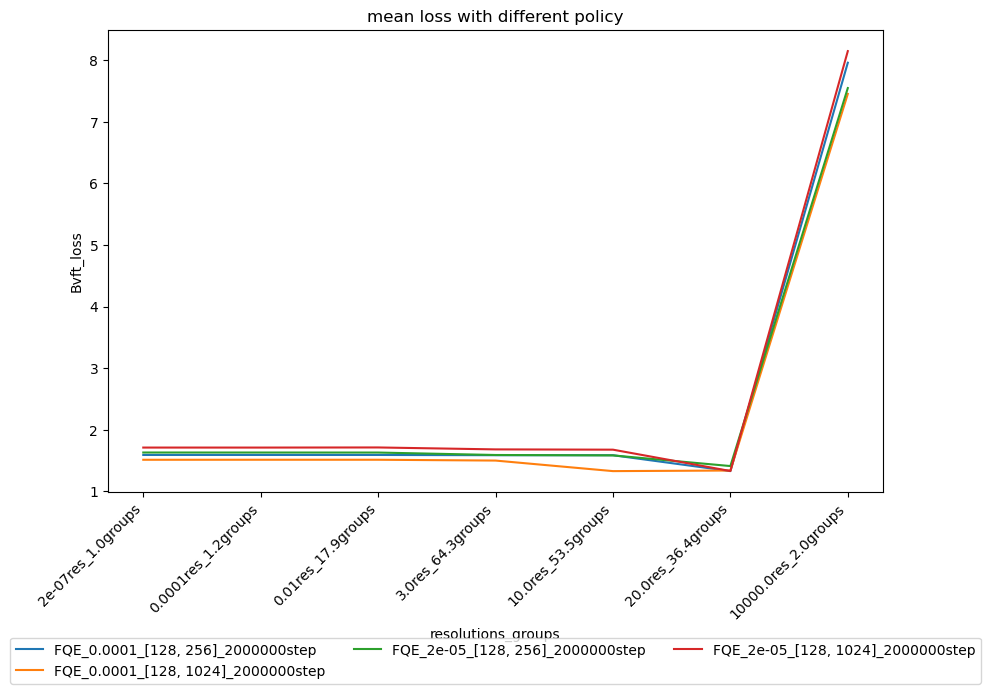 mean loss with different policy
8
7
6
5
4
3
2
1
Bvft_loss
2e-07res_1.0groups
0.0001res_1.2groups
0.01res_17.9groups
3.0res_64.3groups
10.0res_53.5groups
20.0res_36.4groups
10000.0res_2.0groups
resolutions_groups
FQE_0.0001_[128, 256]_2000000step
FQE_0.0001_[128, 1024]_2000000step
FQE_2e-05_[128, 256]_2000000step
FQE_2e-05_[128, 1024]_2000000step